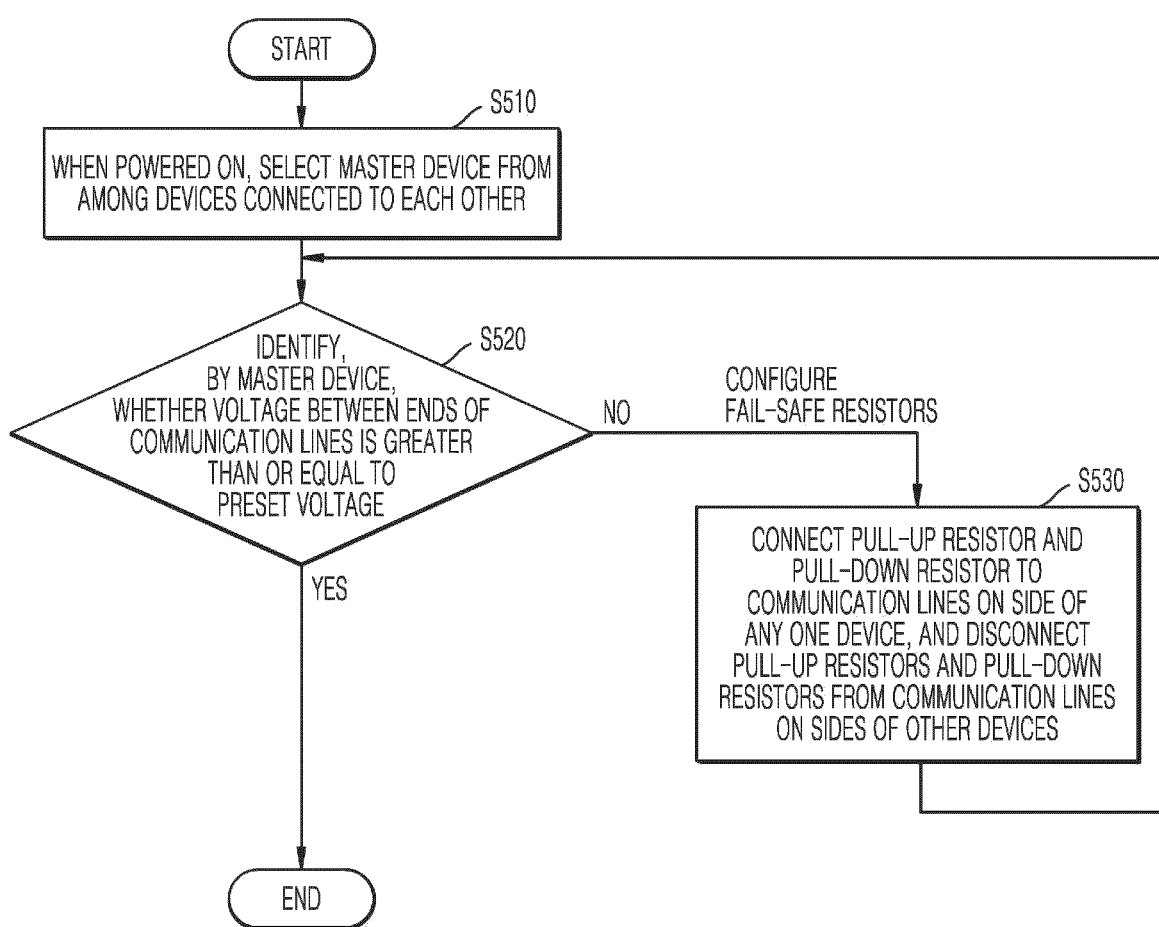 START
S510
WHEN POWERED ON, SELECT MASTER DEVICE FROM
AMONG DEVICES CONNECTED TO EACH OTHER
S520
IDENTIFY,
BY MASTER DEVICE,
WHETHER VOLTAGE BETWEEN ENDS OF
COMMUNICATION LINES IS GREATER
THAN OR EQUAL TO
PRESET VOLTAGE
NO
CONFIGURE
FAIL-SAFE RESISTORS
S530
CONNECT PULL-UP RESISTOR AND
PULL-DOWN RESISTOR TO
COMMUNICATION LINES ON SIDE OF
ANY ONE DEVICE, AND DISCONNECT
PULL-UP RESISTORS AND PULL-DOWN
RESISTORS FROM COMMUNICATION LINES
ON SIDES OF OTHER DEVICES
YES
END